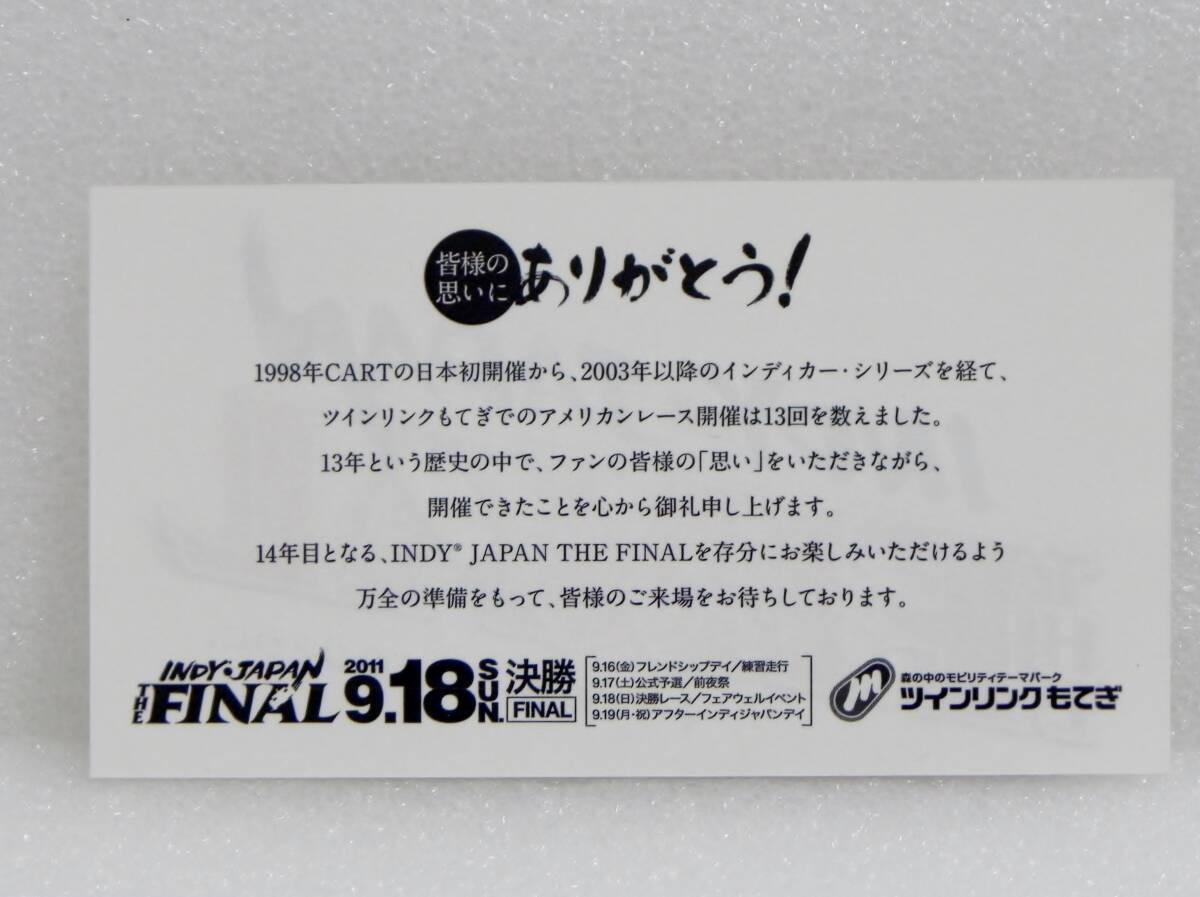 皆様の
思いに
ありがとう!
1998年CARTの日本初開催から、2003年以降のインディカー・シリーズを経て、
ツインリンクもてぎでのアメリカンレース開催は13回を数えました。
13年という歴史の中で、ファンの皆様の「思い」をいただきながら、
開催できたことを心から御礼申し上げます。
14年目となる、INDY® JAPAN THE FINALを存分にお楽しみいただけるよう
万全の準備をもって、皆様のご来場をお待ちしております。
INDY・JAPAN
THE FINAL
2011
9.18 SUN.
決勝
FINAL
9.16(金)フレンドシップデイ/練習走行
9.17(土)公式予選/前夜祭
9.18(日)決勝レース/フェアウェルイベント
9.19(月・祝)アフターインディジャパンデイ
M
森の中のモビリティテーマパーク
ツインリンクもてぎ